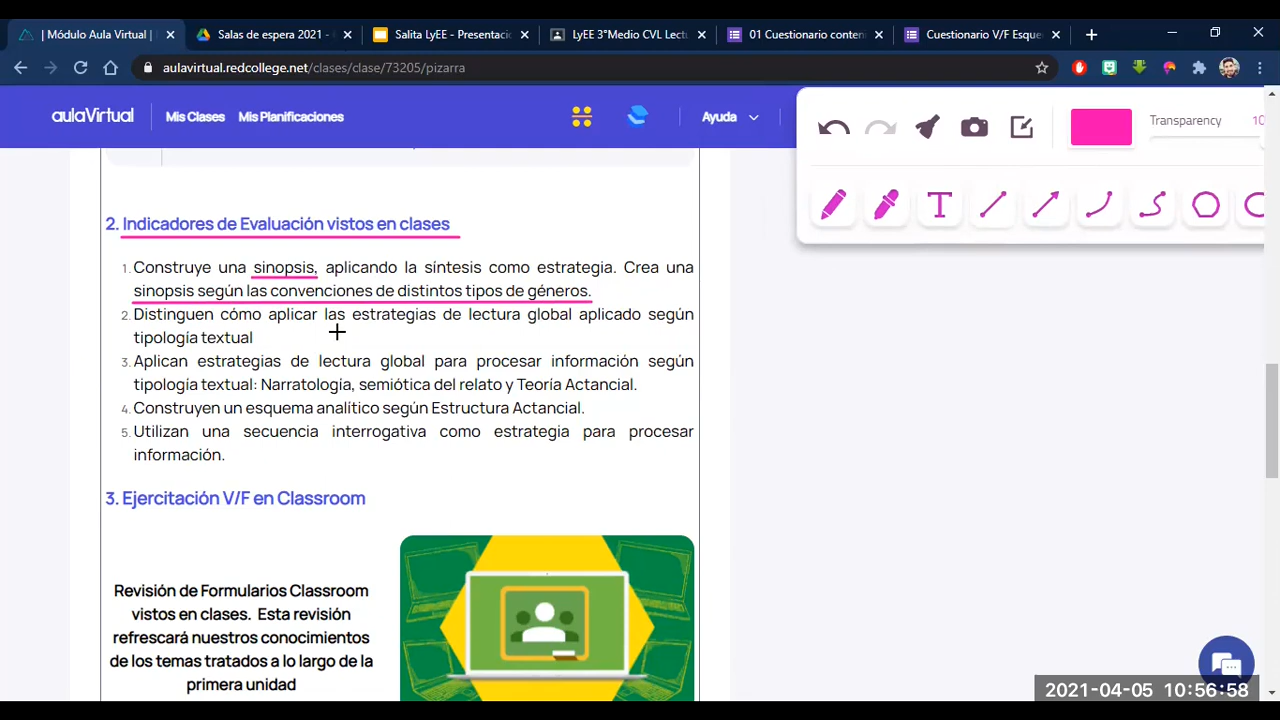 | Módulo Aula Virtual |
Salas de espera 2021 -
Salita LyEE - Presentacio
LyEE 3°Medio CVL Lectu
01 Cuestionario conten
Cuestionario V/F Esque
aulavirtual.redcollege.net/clases/clase/73205/pizarra
aulaVirtual
Mis Clases
Mis Planificaciones
Ayuda
Transparency
10
2. Indicadores de Evaluación vistos en clases
1. Construye una sinopsis, aplicando la síntesis como estrategia. Crea una
sinopsis según las convenciones de distintos tipos de géneros.
2. Distinguen cómo aplicar las estrategias de lectura global aplicado según
tipología textual
3. Aplican estrategias de lectura global para procesar información según
tipología textual: Narratología, semiótica del relato y Teoría Actancial.
4. Construyen un esquema analítico según Estructura Actancial.
5. Utilizan una secuencia interrogativa como estrategia para procesar
información.
3. Ejercitación V/F en Classroom
Revisión de Formularios Classroom
vistos en clases. Esta revisión
refrescará nuestros conocimientos
de los temas tratados a lo largo de la
primera unidad
2021-04-05 10:56:58